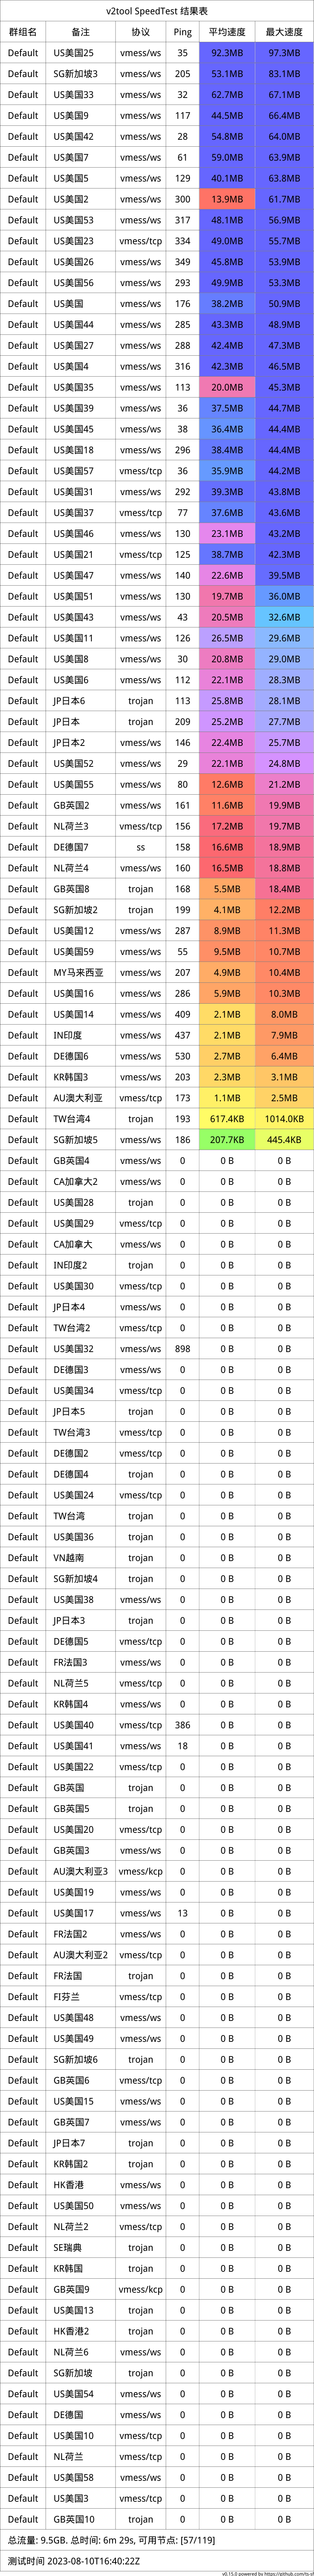 v2tool SpeedTest 结果表
群组名 备注 协议 Ping 平均速度 最大速度
Default US美国25 vmess/ws 35 92.3MB 97.3MB
Default SG新加坡3 vmess/ws 205 53.1MB 83.1MB
Default US美国33 vmess/ws 32 62.7MB 67.1MB
Default US美国9 vmess/ws 117 44.5MB 66.4MB
Default US美国42 vmess/ws 28 54.8MB 64.0MB
Default US美国7 vmess/ws 61 59.0MB 63.9MB
Default US美国5 vmess/ws 129 40.1MB 63.8MB
Default US美国2 vmess/ws 300 13.9MB 61.7MB
Default US美国53 vmess/ws 317 48.1MB 56.9MB
Default US美国23 vmess/tcp 334 49.0MB 55.7MB
Default US美国26 vmess/ws 349 45.8MB 53.9MB
Default US美国56 vmess/ws 293 49.9MB 53.3MB
Default US美国 vmess/ws 176 38.2MB 50.9MB
Default US美国44 vmess/ws 285 43.3MB 48.9MB
Default US美国27 vmess/ws 288 42.4MB 47.3MB
Default US美国4 vmess/ws 316 42.3MB 46.5MB
Default US美国35 vmess/ws 113 20.0MB 45.3MB
Default US美国39 vmess/ws 36 37.5MB 44.7MB
Default US美国45 vmess/ws 38 36.4MB 44.4MB
Default US美国18 vmess/ws 296 38.4MB 44.4MB
Default US美国57 vmess/tcp 36 35.9MB 44.2MB
Default US美国31 vmess/ws 292 39.3MB 43.8MB
Default US美国37 vmess/tcp 77 37.6MB 43.6MB
Default US美国46 vmess/ws 130 23.1MB 43.2MB
Default US美国21 vmess/tcp 125 38.7MB 42.3MB
Default US美国47 vmess/ws 140 22.6MB 39.5MB
Default US美国51 vmess/ws 130 19.7MB 36.0MB
Default US美国43 vmess/ws 43 20.5MB 32.6MB
Default US美国11 vmess/ws 126 26.5MB 29.6MB
Default US美国8 vmess/ws 30 20.8MB 29.0MB
Default US美国6 vmess/ws 112 22.1MB 28.3MB
Default JP日本6 trojan 113 25.8MB 28.1MB
Default JP日本 trojan 209 25.2MB 27.7MB
Default JP日本2 vmess/ws 146 22.4MB 25.7MB
Default US美国52 vmess/ws 29 22.1MB 24.8MB
Default US美国55 vmess/ws 80 12.6MB 21.2MB
Default GB英国2 vmess/ws 161 11.6MB 19.9MB
Default NL荷兰3 vmess/tcp 156 17.2MB 19.7MB
Default DE德国7 ss 158 16.6MB 18.9MB
Default NL荷兰4 vmess/ws 160 16.5MB 18.8MB
Default GB英国8 trojan 168 5.5MB 18.4MB
Default SG新加坡2 trojan 199 4.1MB 12.2MB
Default US美国12 vmess/ws 287 8.9MB 11.3MB
Default US美国59 vmess/ws 55 9.5MB 10.7MB
Default MY马来西亚 vmess/ws 207 4.9MB 10.4MB
Default US美国16 vmess/ws 286 5.9MB 10.3MB
Default US美国14 vmess/ws 409 2.1MB 8.0MB
Default IN印度 vmess/ws 437 2.1MB 7.9MB
Default DE德国6 vmess/ws 530 2.7MB 6.4MB
Default KR韩国3 vmess/ws 203 2.3MB 3.1MB
Default AU澳大利亚 vmess/tcp 173 1.1MB 2.5MB
Default TW台湾4 trojan 193 617.4KB 1014.0KB
Default SG新加坡5 vmess/ws 186 207.7KB 445.4KB
Default GB英国4 vmess/ws 0 0 B 0 B
Default CA加拿大2 vmess/ws 0 0 B 0 B
Default US美国28 trojan 0 0 B 0 B
Default US美国29 vmess/tcp 0 0 B 0 B
Default CA加拿大 vmess/ws 0 0 B 0 B
Default IN印度2 trojan 0 0 B 0 B
Default US美国30 vmess/tcp 0 0 B 0 B
Default JP日本4 vmess/ws 0 0 B 0 B
Default TW台湾2 vmess/tcp 0 0 B 0 B
Default US美国32 vmess/ws 898 0 B 0 B
Default DE德国3 vmess/ws 0 0 B 0 B
Default US美国34 vmess/tcp 0 0 B 0 B
Default JP日本5 trojan 0 0 B 0 B
Default TW台湾3 vmess/tcp 0 0 B 0 B
Default DE德国2 vmess/tcp 0 0 B 0 B
Default DE德国4 trojan 0 0 B 0 B
Default US美国24 vmess/tcp 0 0 B 0 B
Default TW台湾 trojan 0 0 B 0 B
Default US美国36 trojan 0 0 B 0 B
Default VN越南 trojan 0 0 B 0 B
Default SG新加坡4 trojan 0 0 B 0 B
Default US美国38 vmess/ws 0 0 B 0 B
Default JP日本3 trojan 0 0 B 0 B
Default DE德国5 vmess/tcp 0 0 B 0 B
Default FR法国3 vmess/ws 0 0 B 0 B
Default NL荷兰5 vmess/tcp 0 0 B 0 B
Default KR韩国4 vmess/ws 0 0 B 0 B
Default US美国40 vmess/tcp 386 0 B 0 B
Default US美国41 vmess/ws 18 0 B 0 B
Default US美国22 vmess/tcp 0 0 B 0 B
Default GB英国 trojan 0 0 B 0 B
Default GB英国5 trojan 0 0 B 0 B
Default US美国20 vmess/tcp 0 0 B 0 B
Default GB英国3 vmess/ws 0 0 B 0 B
Default AU澳大利亚3 vmess/kcp 0 0 B 0 B
Default US美国19 vmess/ws 0 0 B 0 B
Default US美国17 vmess/ws 13 0 B 0 B
Default FR法国2 vmess/ws 0 0 B 0 B
Default AU澳大利亚2 vmess/tcp 0 0 B 0 B
Default FR法国 trojan 0 0 B 0 B
Default FI芬兰 vmess/tcp 0 0 B 0 B
Default US美国48 vmess/ws 0 0 B 0 B
Default US美国49 vmess/ws 0 0 B 0 B
Default SG新加坡6 trojan 0 0 B 0 B
Default GB英国6 vmess/tcp 0 0 B 0 B
Default US美国15 vmess/ws 0 0 B 0 B
Default GB英国7 vmess/ws 0 0 B 0 B
Default JP日本7 trojan 0 0 B 0 B
Default KR韩国2 trojan 0 0 B 0 B
Default HK香港 vmess/ws 0 0 B 0 B
Default US美国50 vmess/ws 0 0 B 0 B
Default NL荷兰2 vmess/tcp 0 0 B 0 B
Default SE瑞典 trojan 0 0 B 0 B
Default KR韩国 trojan 0 0 B 0 B
Default GB英国9 vmess/kcp 0 0 B 0 B
Default US美国13 trojan 0 0 B 0 B
Default HK香港2 trojan 0 0 B 0 B
Default NL荷兰6 vmess/ws 0 0 B 0 B
Default SG新加坡 trojan 0 0 B 0 B
Default US美国54 vmess/ws 0 0 B 0 B
Default DE德国 vmess/ws 0 0 B 0 B
Default US美国10 vmess/tcp 0 0 B 0 B
Default NL荷兰 vmess/tcp 0 0 B 0 B
Default US美国58 vmess/ws 0 0 B 0 B
Default US美国3 vmess/tcp 0 0 B 0 B
Default GB英国10 trojan 0 0 B 0 B
总流量: 9.5GB. 总时间: 6m 29s, 可用节点: [57/119]
测试时间 2023-08-10T16:40:22Z
v0.15.0 powered by https://github.com/ts-sf